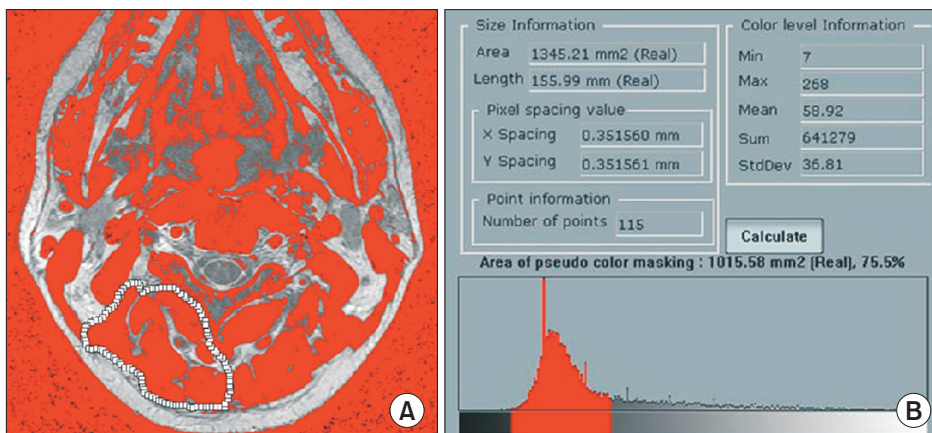 A
Size Information
Area 1345.21 mm2 (Real)
Length 155.99 mm (Real)
Pixel spacing value
X Spacing 0.351560 mm
Y Spacing 0.351561 mm
Point information
Number of points 115
Color level Information
Min 7
Max 268
Mean 58.92
Sum 641279
StdDev 36.81
Calculate
Area of pseudo color masking : 1015.58 mm2 (Real), 75.5%
B